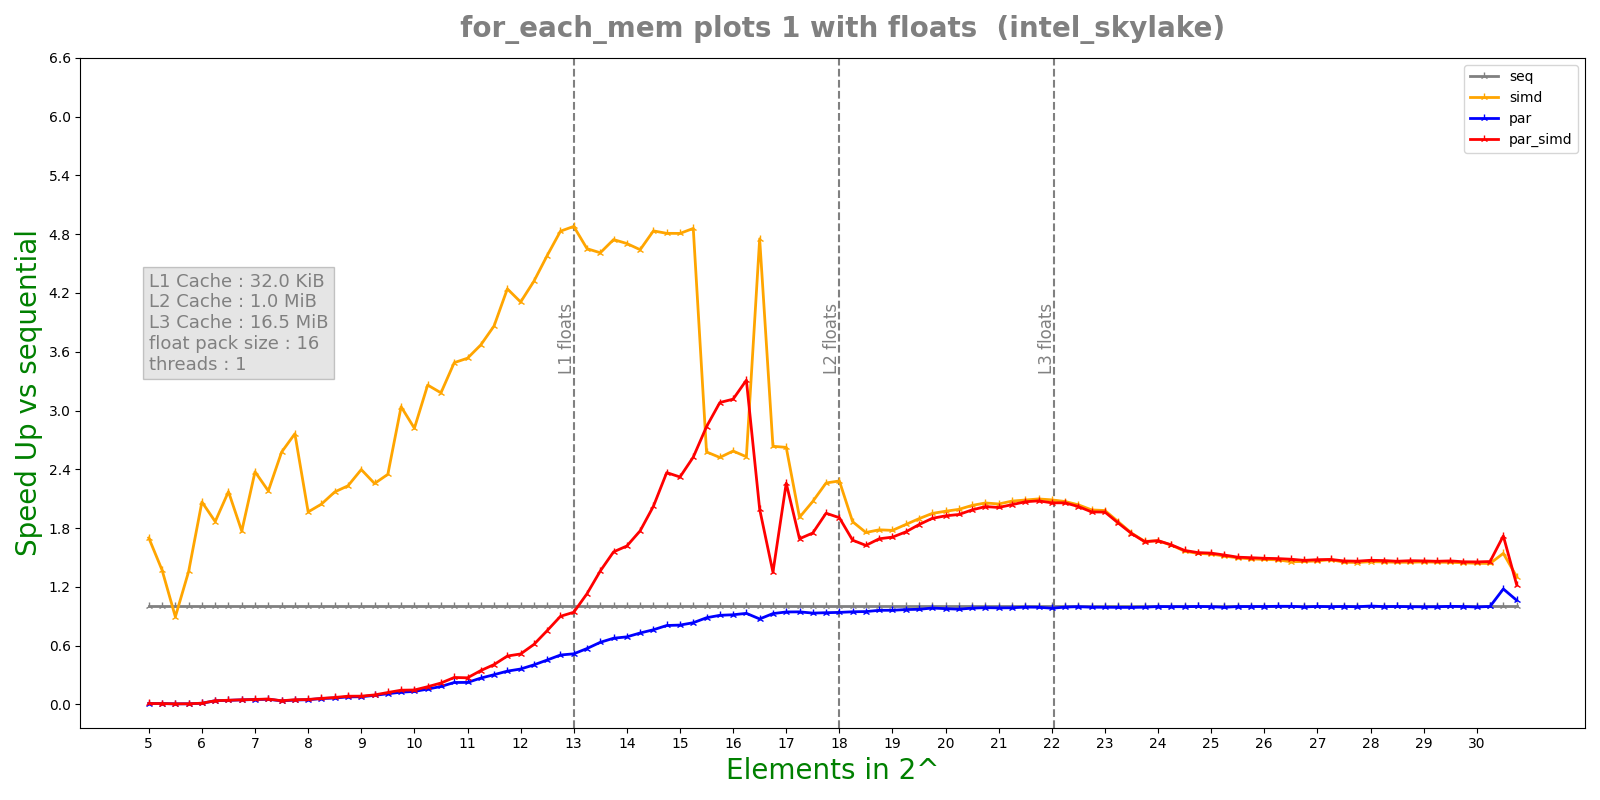 for_each_mem plots 1 with floats  (intel_skylake)
6.6
6.0
5.4
4.8
4.2
3.6
3.0
2.4
1.8
1.2
0.6
0.0
Speed Up vs sequential
L1 Cache : 32.0 KiB
L2 Cache : 1.0 MiB
L3 Cache : 16.5 MiB
float pack size : 16
threads : 1
L1 floats
L2 floats
L3 floats
seq
simd
par
par_simd
5 6 7 8 9 10 11 12 13 14 15 16 17 18 19 20 21 22 23 24 25 26 27 28 29 30
Elements in 2^